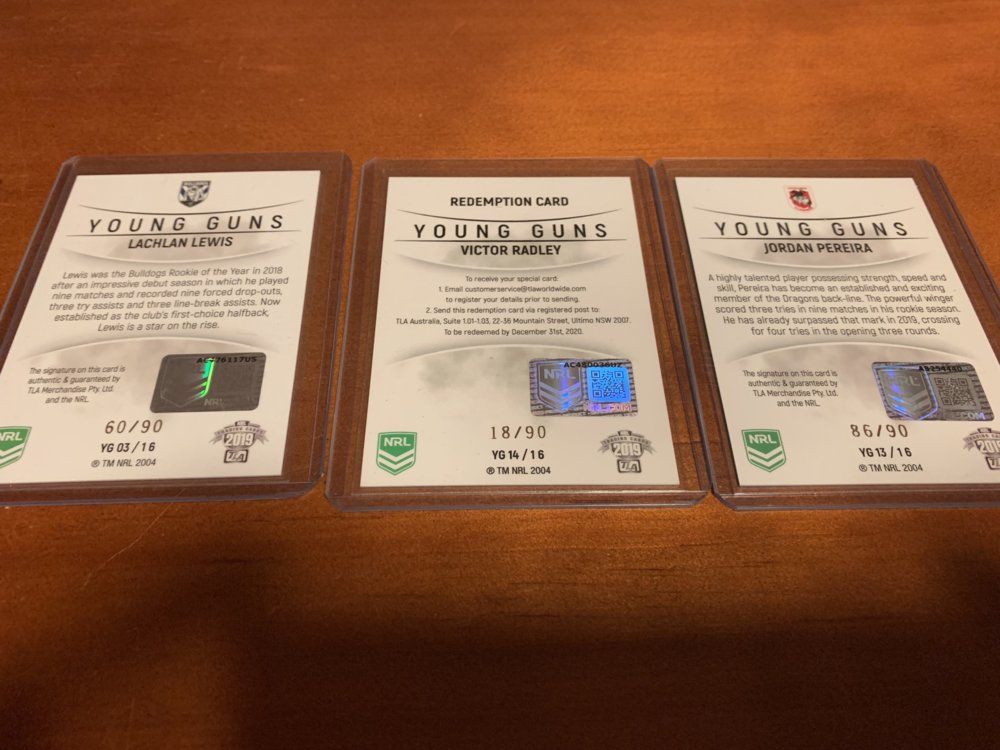 YOUNG GUNS
LACHLAN LEWIS
Lewis was the Bulldogs Rookie of the Year in 2018
after an impressive debut season in which he played
nine matches and recorded nine forced drop-outs,
three try assists and three line-break assists. Now
established as the club's first-choice halfback,
Lewis is a star on the rise.
The signature on this card is
authentic & guaranteed by
TLA Merchandise Pty. Ltd.
and the NRL.
NRL
60/90
YG 03 / 16
® TM NRL 2004
NRL
2019
TLA
REDEMPTION CARD
YOUNG GUNS
VICTOR RADLEY
To receive your special card:
1. Email customerservice@tlaworldwide.com
to register your details prior to sending.
2. Send this redemption card via registered post to:
TLA Australia, Suite 1.01-1.03, 22-36 Mountain Street, Ultimo NSW 2007.
To be redeemed by December 31st, 2020.
NRL
18/90
YG 14 / 16
® TM NRL 2004
NRL
TRADING CARDS
2019
TLA
YOUNG GUNS
JORDAN PEREIRA
A highly talented player possessing strength, speed and
skill, Pereira has become an established and exciting
member of the Dragons back-line. The powerful winger
scored three tries in nine matches in his rookie season.
He has already surpassed that mark in 2019, crossing
for four tries in the opening three rounds.
The signature on this card is
authentic & guaranteed by
TLA Merchandise Pty. Ltd.
and the NRL.
NRL
86/90
YG 13 / 16
® TM NRL 2004
NRL
TLA